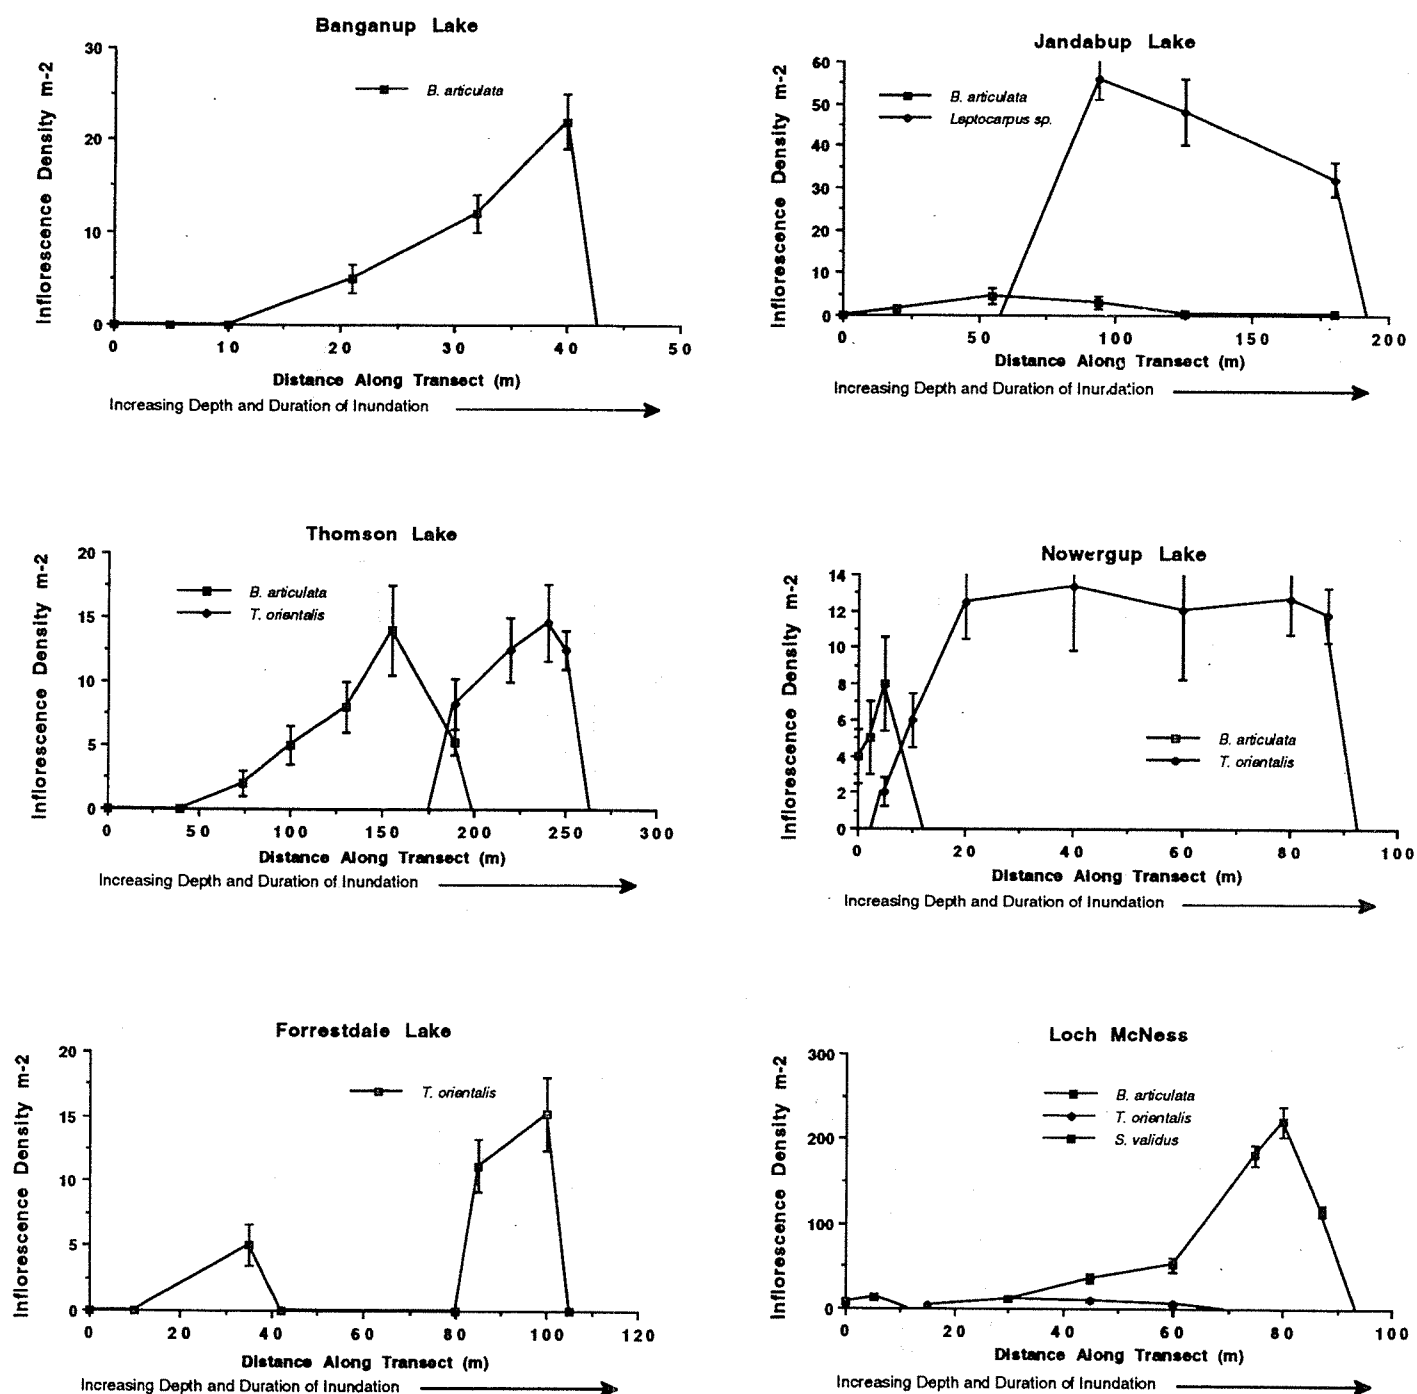 Banganup Lake
Inflorescence Density m-2
30
20
10
0
B. articulata
0 10 20 30 40 50
Distance Along Transect (m)
Increasing Depth and Duration of Inundation
Jandabup Lake
Inflorescence Density m-2
60
50
40
30
20
10
0
B. articulata
Leptocarpus sp.
0 50 100 150 200
Distance Along Transect (m)
Increasing Depth and Duration of Inundation
Thomson Lake
Inflorescence Density m-2
20
15
10
5
0
B. articulata
T. orientalis
0 50 100 150 200 250 300
Distance Along Transect (m)
Increasing Depth and Duration of Inundation
Nowergup Lake
Inflorescence Density m-2
14
12
10
8
6
4
2
0
B. articulata
T. orientalis
0 20 40 60 80 100
Distance Along Transect (m)
Increasing Depth and Duration of Inundation
Forrestdale Lake
Inflorescence Density m-2
20
15
10
5
0
T. orientalis
0 20 40 60 80 100 120
Distance Along Transect (m)
Increasing Depth and Duration of Inundation
Loch McNess
Inflorescence Density m-2
300
200
100
0
B. articulata
T. orientalis
S. validus
0 20 40 60 80 100
Distance Along Transect (m)
Increasing Depth and Duration of Inundation